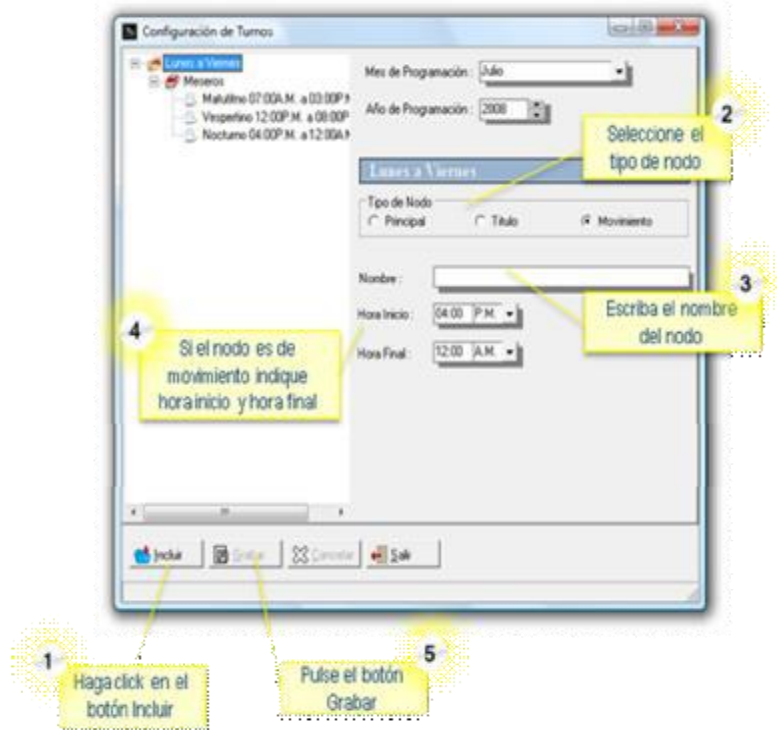 Configuración de Turnos
Lunes a Viernes
Meseros
Matutino 07:00A.M. a 03:00P.M
Vespertino 12:00P.M. a 08:00P
Nocturno 04:00P.M. a 12:00A.M
Mes de Programación : Julio
Año de Programación : 2008
2
Seleccione el
tipo de nodo
Lunes a Viernes
Tipo de Nodo
Principal Título Movimiento
Nombre :
3
Escriba el nombre
del nodo
Hora Inicio : 04:00 P.M.
Hora Final : 12:00 A.M.
4
Si el nodo es de
movimiento indique
hora inicio y hora final
Incluir Grabar Cancelar Salir
1
Haga click en el
botón Incluir
5
Pulse el botón
Grabar